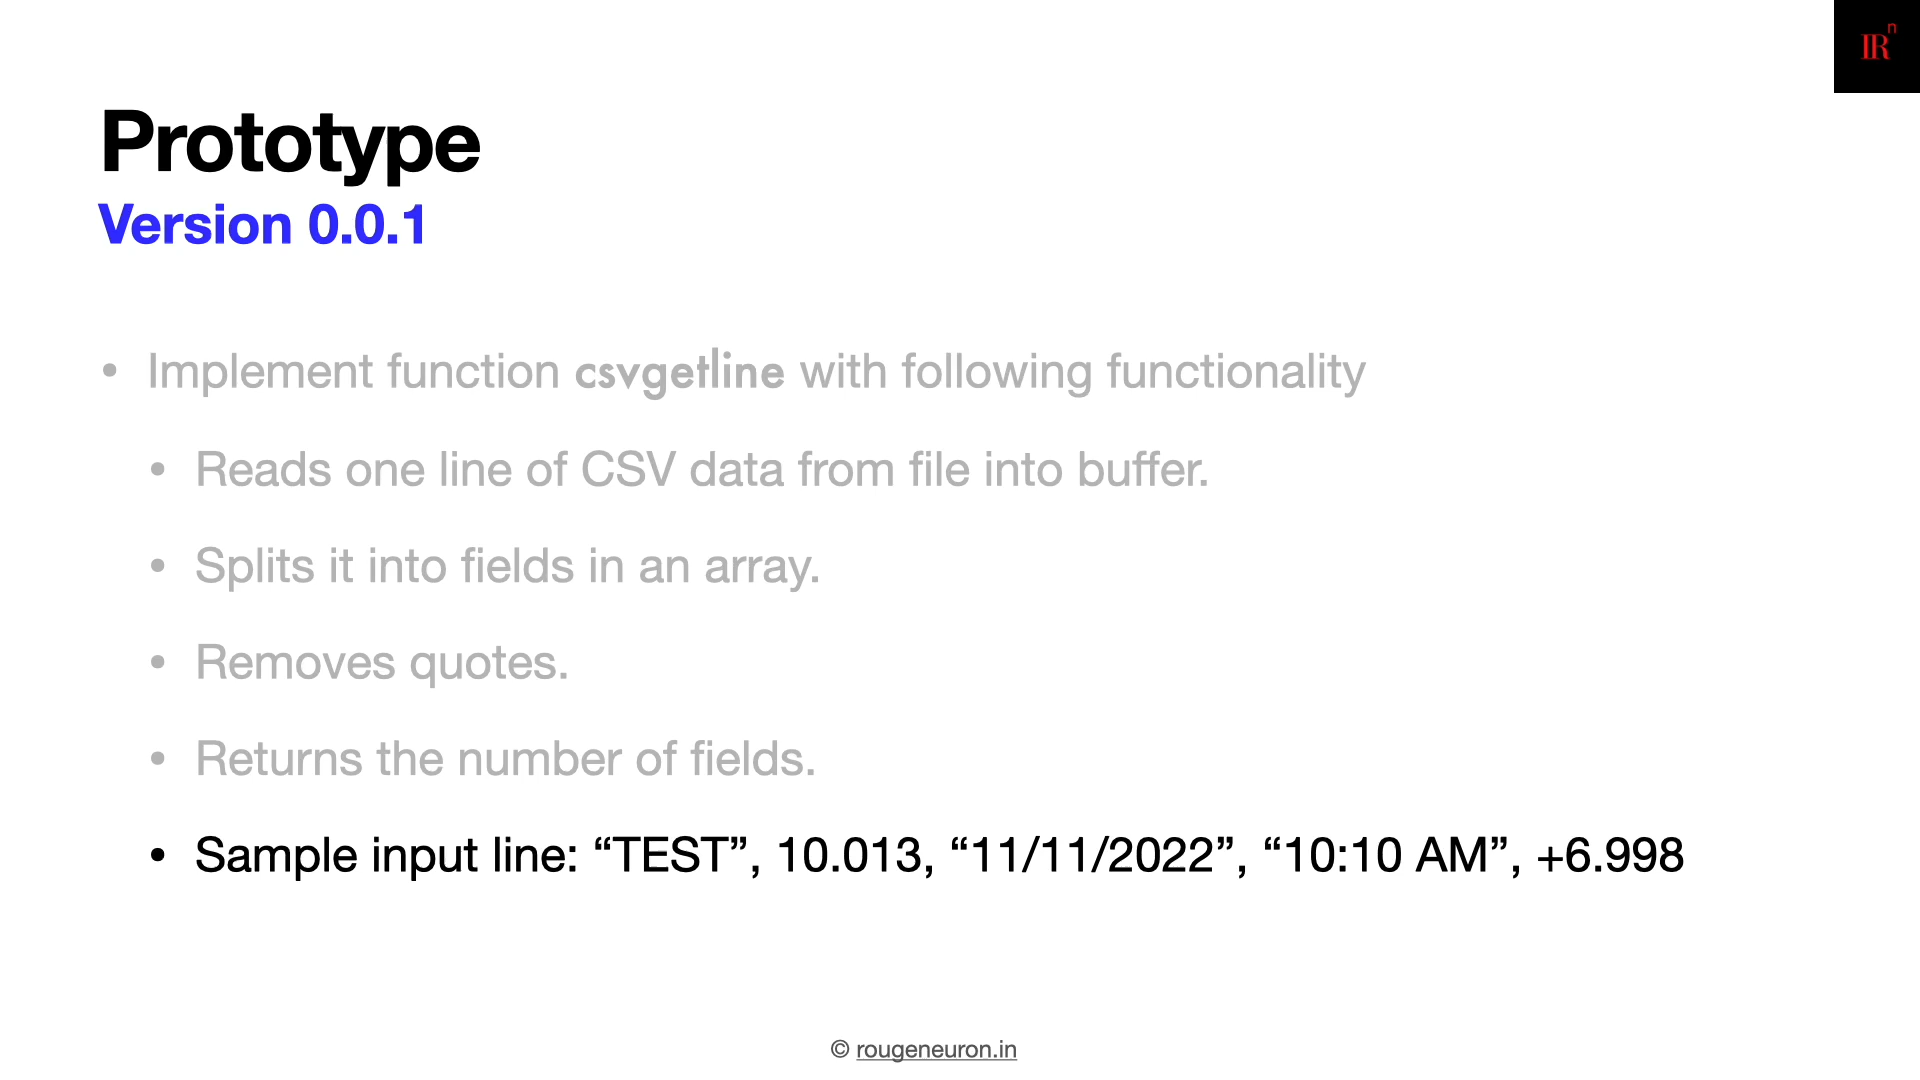 IRⁿ
Prototype
Version 0.0.1
• Implement function csvgetline with following functionality
• Reads one line of CSV data from file into buffer.
• Splits it into fields in an array.
• Removes quotes.
• Returns the number of fields.
• Sample input line: “TEST”, 10.013, “11/11/2022”, “10:10 AM”, +6.998
© rougeneuron.in